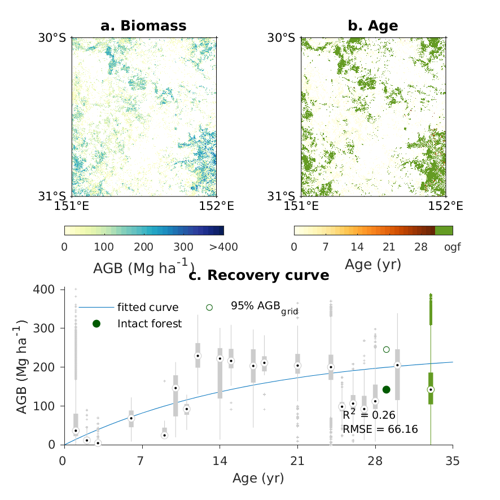 a. Biomass
b. Age
30°S
30°S
31°S
31°S
151°E
152°E
151°E
152°E
0
100
200
300
>400
0
7
14
21
28
ogf
AGB (Mg ha⁻¹)
Age (yr)
c. Recovery curve
400
300
200
100
0
AGB (Mg ha⁻¹)
fitted curve
95% AGB_grid
Intact forest
R² = 0.26
RMSE = 66.16
0
7
14
21
28
35
Age (yr)